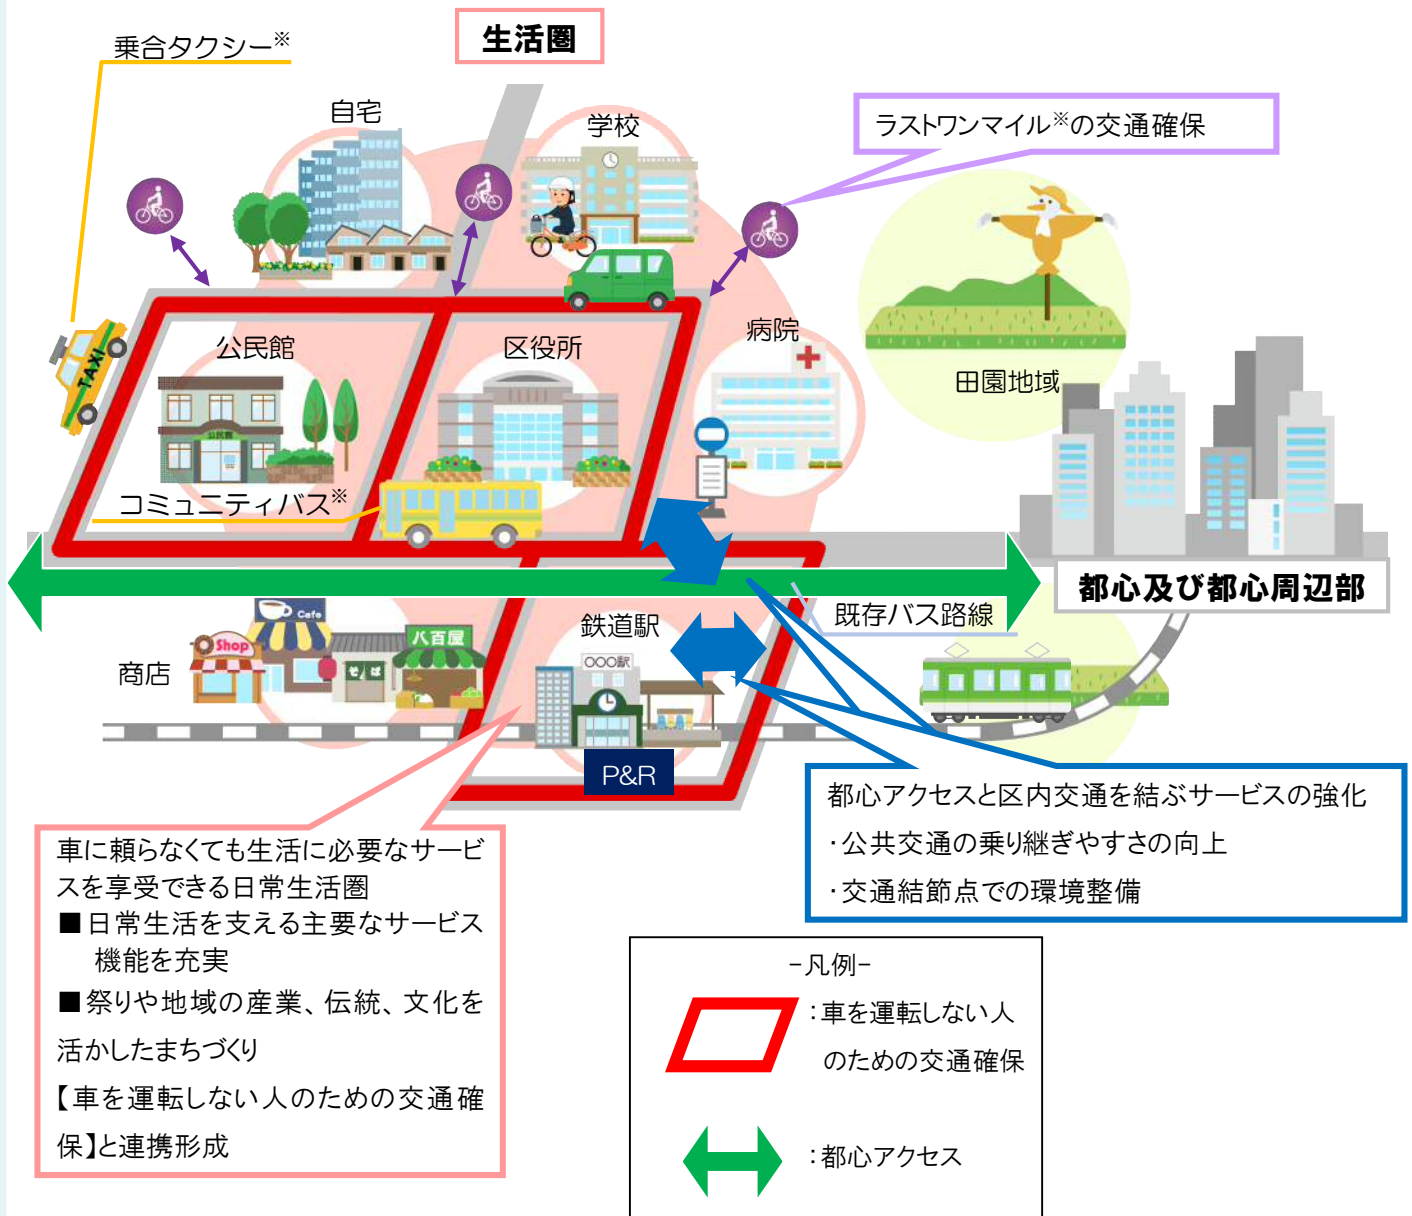 生活圏
乗合タクシー※
自宅
学校
ラストワンマイル※の交通確保
公民館
区役所
病院
田園地域
TAXI
公民館
コミュニティバス※
都心及び都心周辺部
既存バス路線
鉄道駅
商店
Shop
Cafe
そば
八百屋
〇〇〇駅
P&R
都心アクセスと区内交通を結ぶサービスの強化
・公共交通の乗り継ぎやすさの向上
・交通結節点での環境整備
車に頼らなくても生活に必要なサービ
スを享受できる日常生活圏
■日常生活を支える主要なサービス
機能を充実
■祭りや地域の産業、伝統、文化を
活かしたまちづくり
【車を運転しない人のための交通確
保】と連携形成
-凡例-
：車を運転しない人
のための交通確保
：都心アクセス